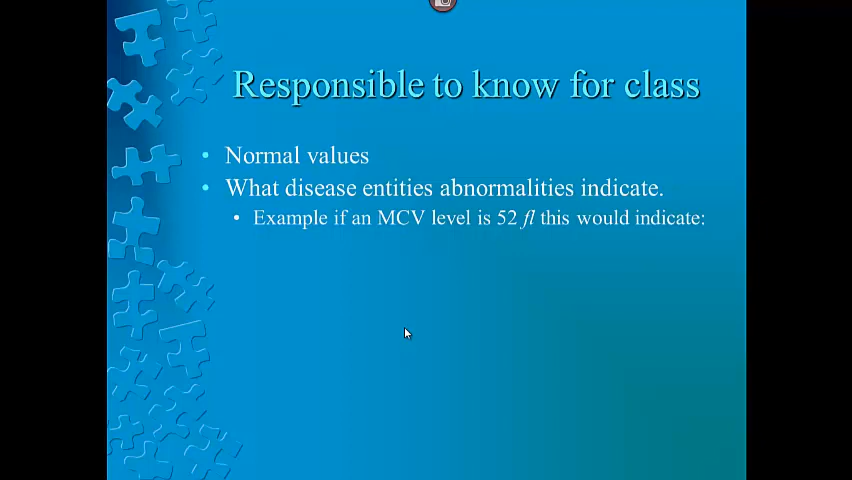 Responsible to know for class
• Normal values
• What disease entities abnormalities indicate.
• Example if an MCV level is 52 fl this would indicate: